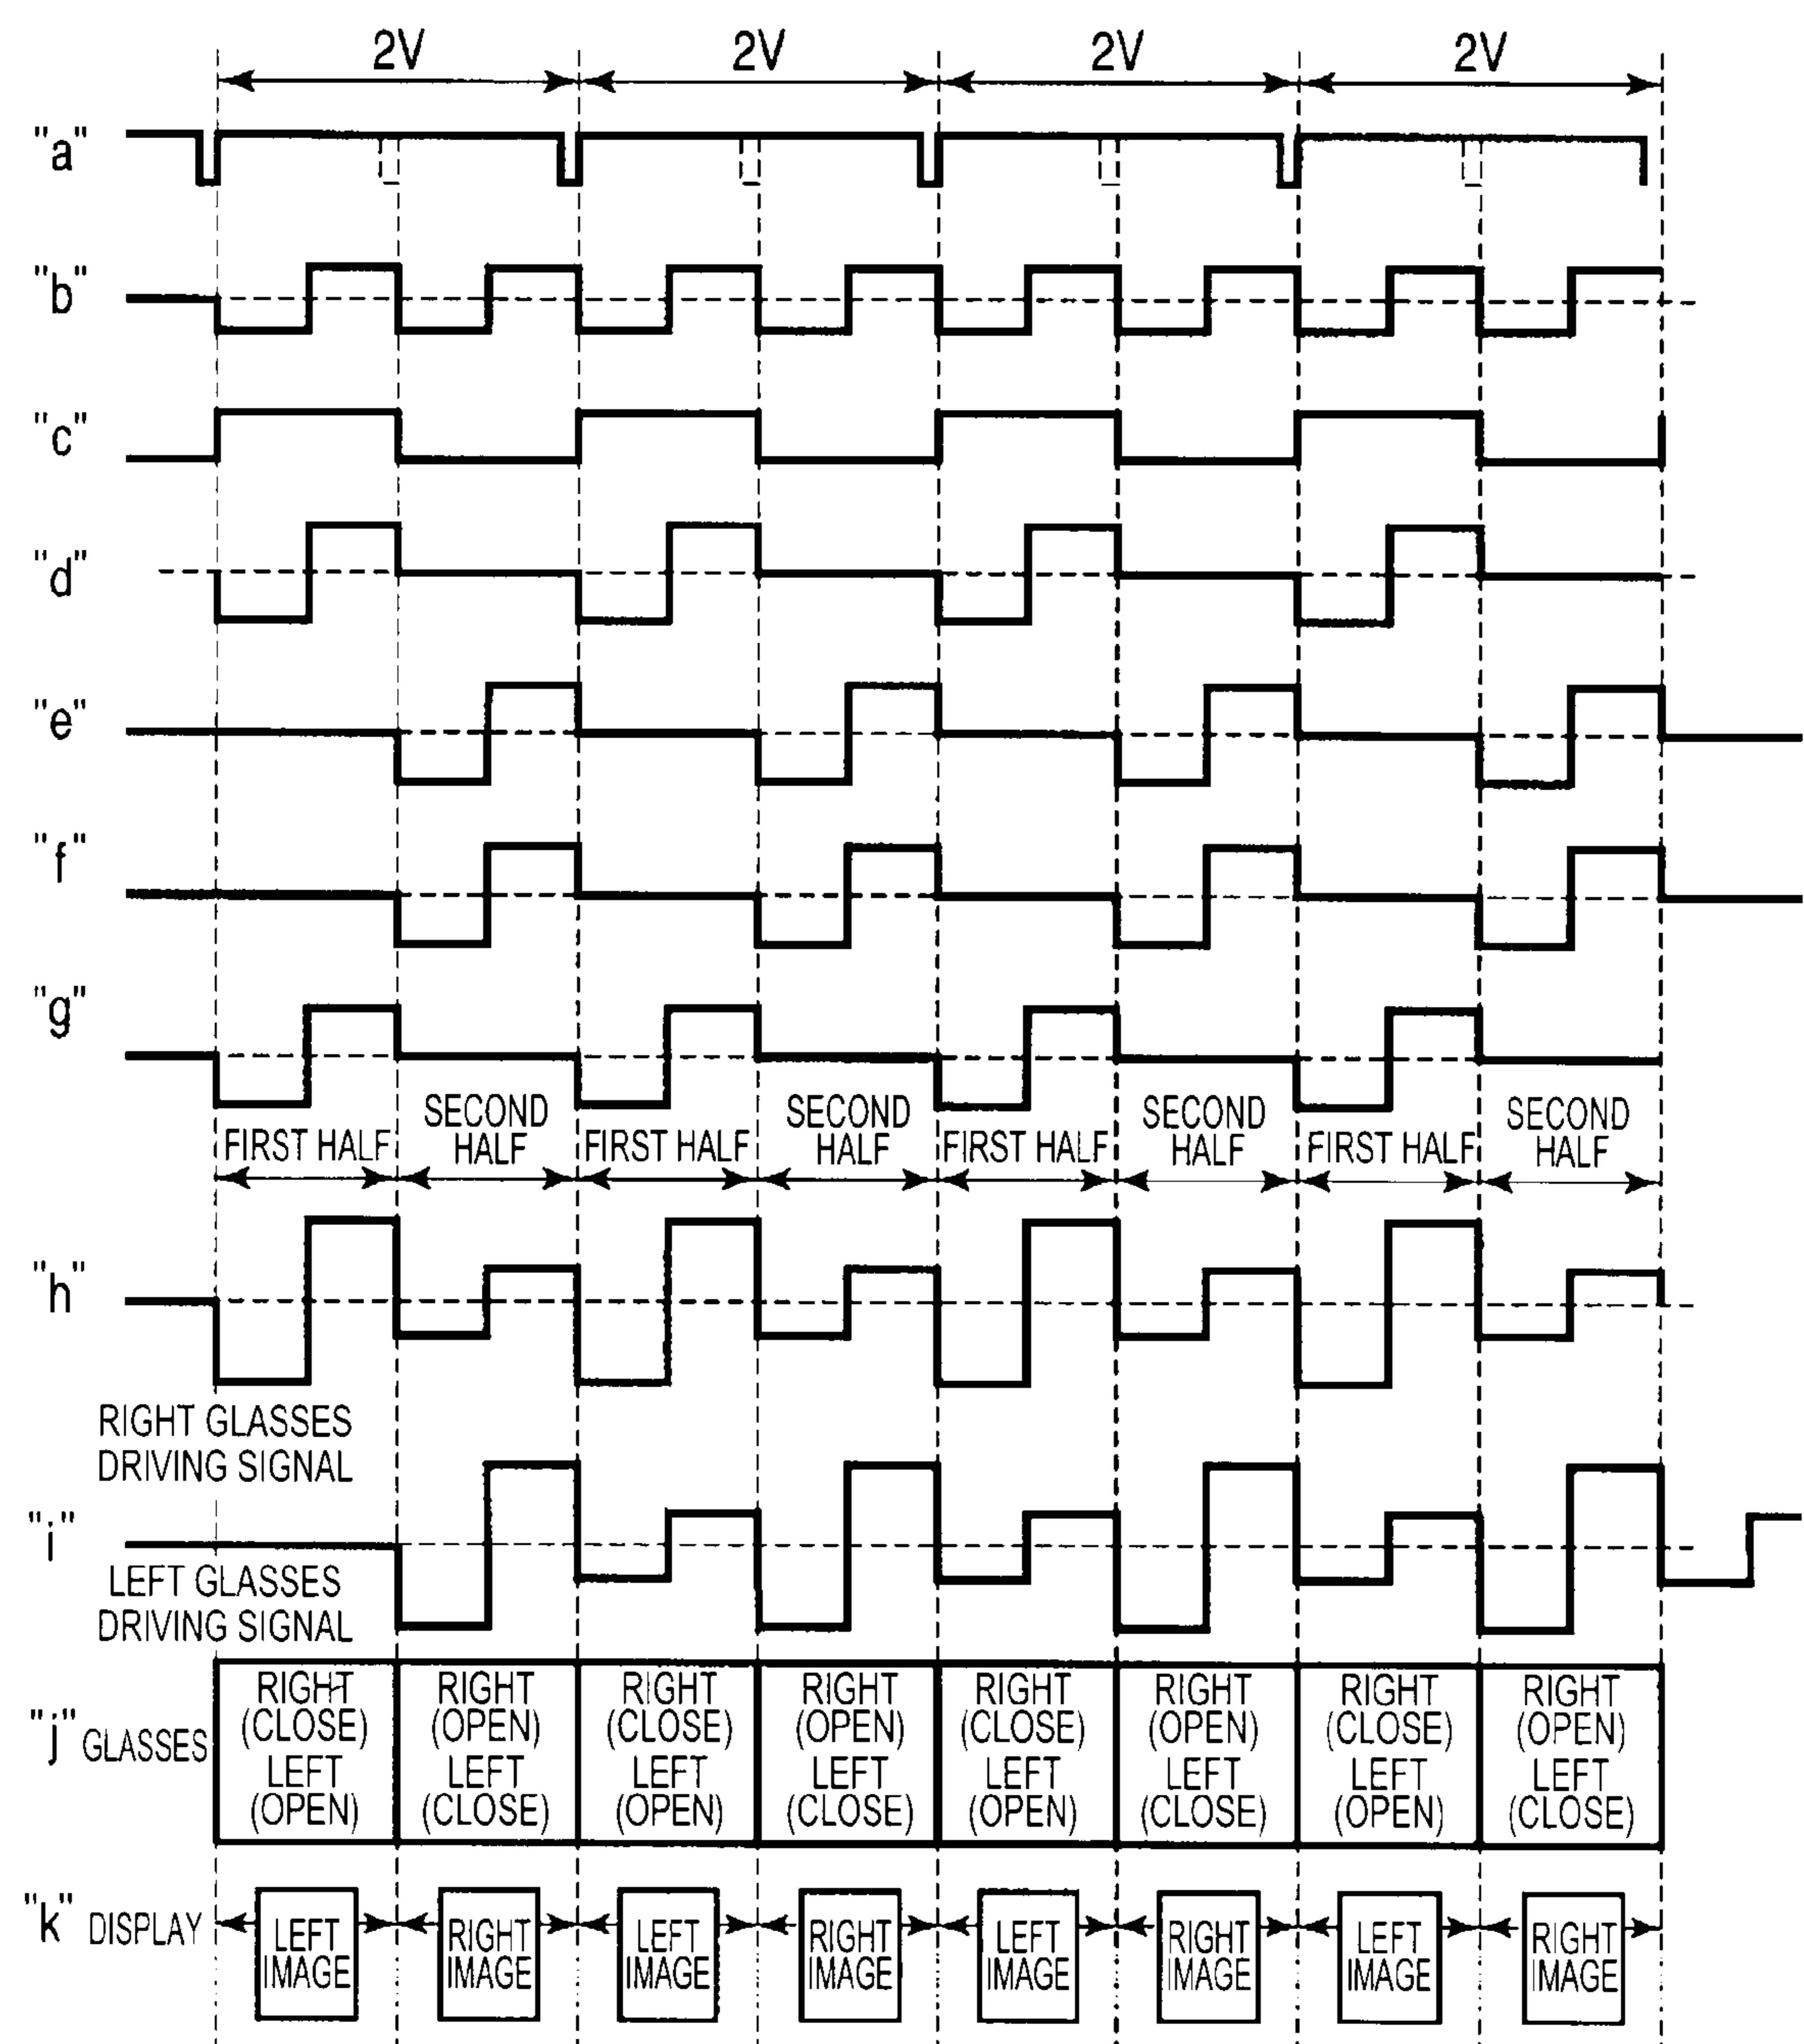 2V 2V 2V 2V
"a"
"b"
"c"
"d"
"e"
"f"
"g"
FIRST HALF SECOND HALF FIRST HALF SECOND HALF FIRST HALF SECOND HALF FIRST HALF SECOND HALF
"h"
RIGHT GLASSES
DRIVING SIGNAL
"i"
LEFT GLASSES
DRIVING SIGNAL
"j" GLASSES
RIGHT (CLOSE) LEFT (OPEN)
RIGHT (OPEN) LEFT (CLOSE)
RIGHT (CLOSE) LEFT (OPEN)
RIGHT (OPEN) LEFT (CLOSE)
RIGHT (CLOSE) LEFT (OPEN)
RIGHT (OPEN) LEFT (CLOSE)
RIGHT (CLOSE) LEFT (OPEN)
RIGHT (OPEN) LEFT (CLOSE)
"k" DISPLAY
LEFT IMAGE
RIGHT IMAGE
LEFT IMAGE
RIGHT IMAGE
LEFT IMAGE
RIGHT IMAGE
LEFT IMAGE
RIGHT IMAGE